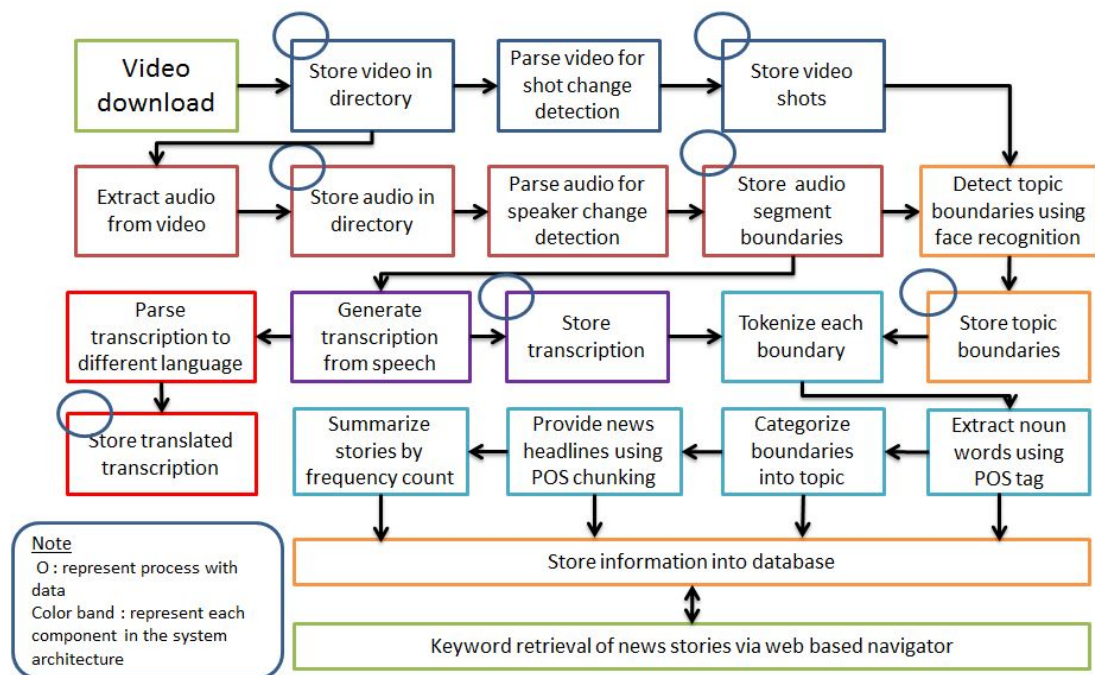 Video
download
Store video in
directory
Parse video for
shot change
detection
Store video
shots
Extract audio
from video
Store audio in
directory
Parse audio for
speaker change
detection
Store audio
segment
boundaries
Detect topic
boundaries using
face recognition
Parse
transcription to
different language
Generate
transcription
from speech
Store
transcription
Tokenize each
boundary
Store topic
boundaries
Store translated
transcription
Summarize
stories by
frequency count
Provide news
headlines using
POS chunking
Categorize
boundaries
into topic
Extract noun
words using
POS tag
Note
O : represent process with
data
Color band : represent each
component in the system
architecture
Store information into database
Keyword retrieval of news stories via web based navigator